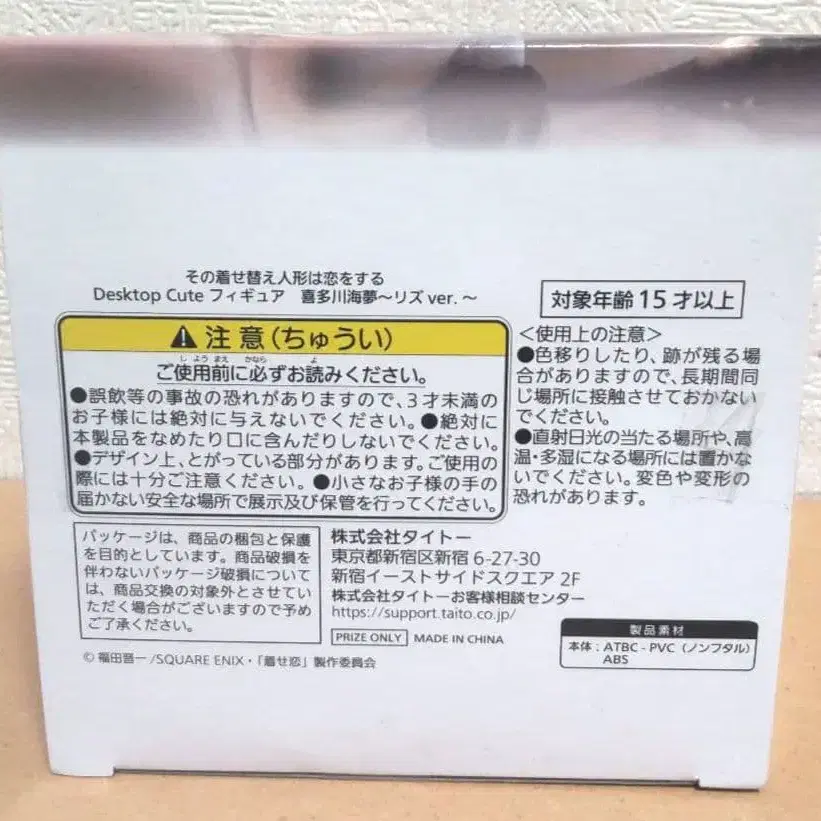 その着せ替え人形は恋をする
Desktop Cute フィギュア 喜多川海夢～リズ ver. ～
対象年齢 15 才以上
注 意 (ちゅうい)
しようまえ かなら よ
ご使用前に必ずお読みください。
●誤飲等の事故の恐れがありますので、3才未満の
お子様には絶対に与えないでください。●絶対に
本製品をなめたり口に含んだりしないでください。
●デザイン上、とがっている部分があります。ご使用の
際には十分ご注意ください。●小さなお子様の手の
届かない安全な場所で展示及び保管を行ってください。
＜使用上の注意＞
●色移りしたり、跡が残る場
合がありますので、長期間同
じ場所に接触させておかない
でください。
●直射日光の当たる場所や、高
温・多湿になる場所には置かな
いでください。変色や変形の
恐れがあります。
パッケージは、商品の梱包と保護
を目的としています。商品破損を
伴わないパッケージ破損について
は、商品交換の対象外とさせてい
ただく場合がございますので予め
ご了承ください。
株式会社タイトー
東京都新宿区新宿 6-27-30
新宿イーストサイドスクエア 2F
株式会社タイトーお客様相談センター
https://support.taito.co.jp/
PRIZE ONLY MADE IN CHINA
製品素材
本体：ATBC - PVC（ノンフタル）
ABS
© 福田晋一/SQUARE ENIX・「着せ恋」製作委員会